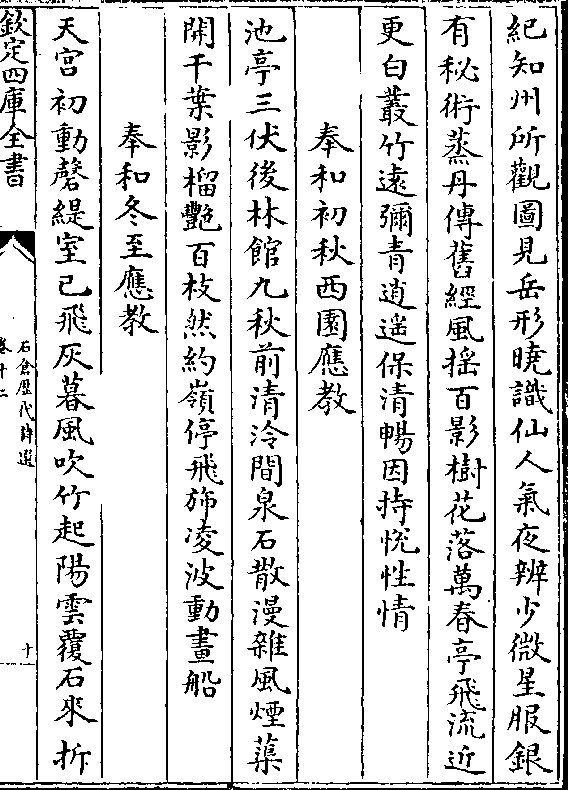 紀知州所觀圖見岳形曉識仙人氣夜辨少微星服銀
有秘術蒸丹傳舊經風揺百影樹花落萬春亭飛流近
更白叢竹逺彌青逍遥保清暢因持悦性情
奉和初秋西園應教
池亭三伏後林館九秋前清泠間泉石散漫雜風煙蕖
開千葉影榴艷百枝然約嶺停飛斾凌波動畫船
奉和冬至應教
天宫初動磬緹室已飛灰暮風吹竹起陽雲覆石來折
欽定四庫全書
石倉歴代詩選
卷十二
十